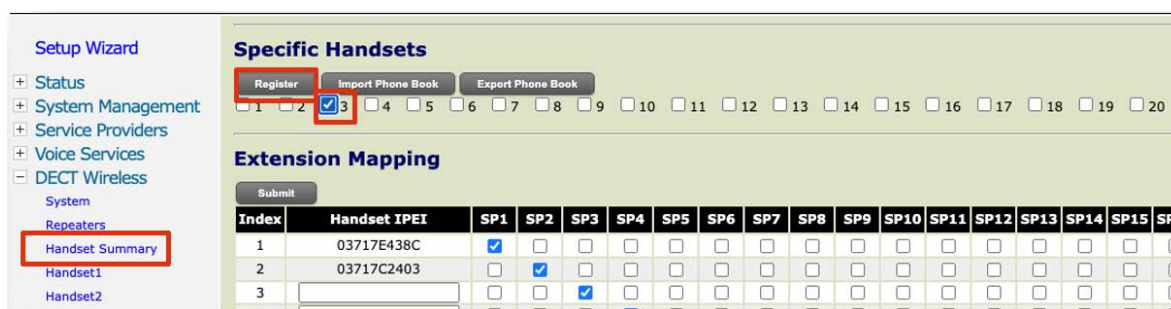 Setup Wizard
Status
System Management
Service Providers
Voice Services
DECT Wireless
System
Repeaters
Handset Summary
Handset1
Handset2
Specific Handsets
Register Import Phone Book Export Phone Book
1 2 3 4 5 6 7 8 9 10 11 12 13 14 15 16 17 18 19 20
Extension Mapping
Submit
Index Handset IPEI SP1 SP2 SP3 SP4 SP5 SP6 SP7 SP8 SP9 SP10 SP11 SP12 SP13 SP14 SP15
1 03717E438C
2 03717C2403
3